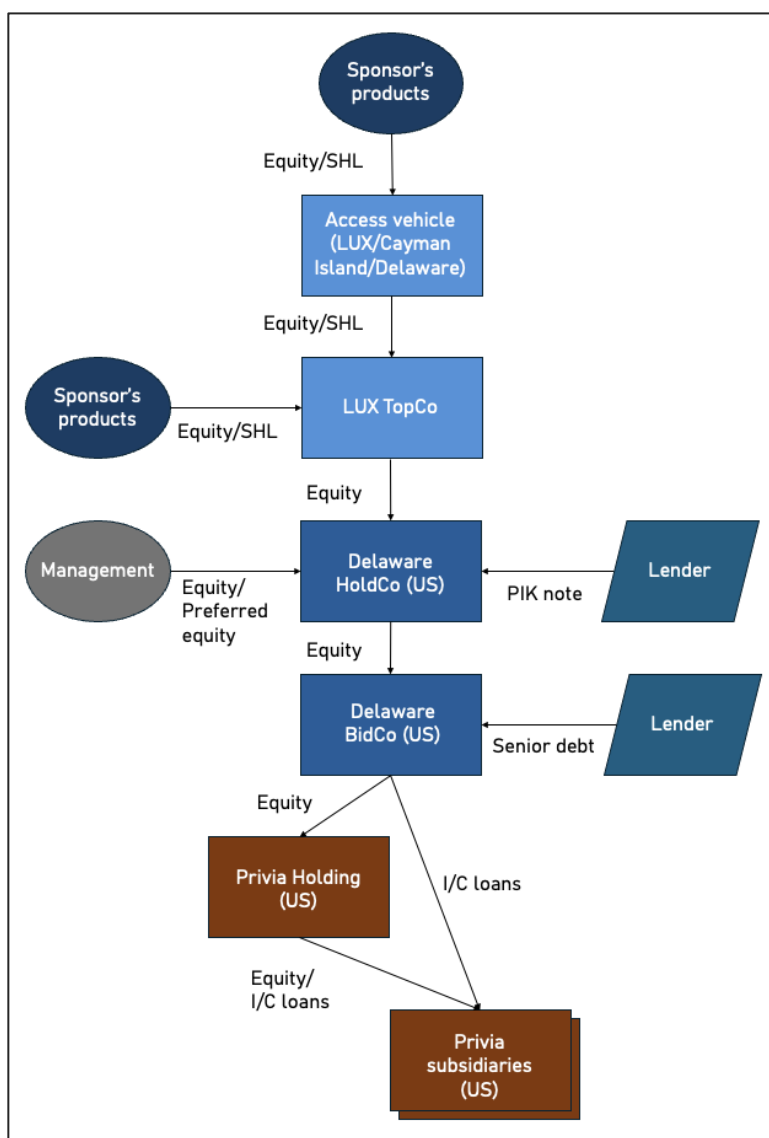 Sponsor's
products
Equity/SHL
Access vehicle
(LUX/Cayman
Island/Delaware)
Equity/SHL
Sponsor's
products
Equity/SHL
LUX TopCo
Equity
Management
Equity/
Preferred
equity
Delaware
HoldCo (US)
PIK note
Lender
Equity
Delaware
BidCo (US)
Senior debt
Lender
Equity
I/C loans
Privia Holding
(US)
Equity/
I/C loans
Privia
subsidiaries
(US)